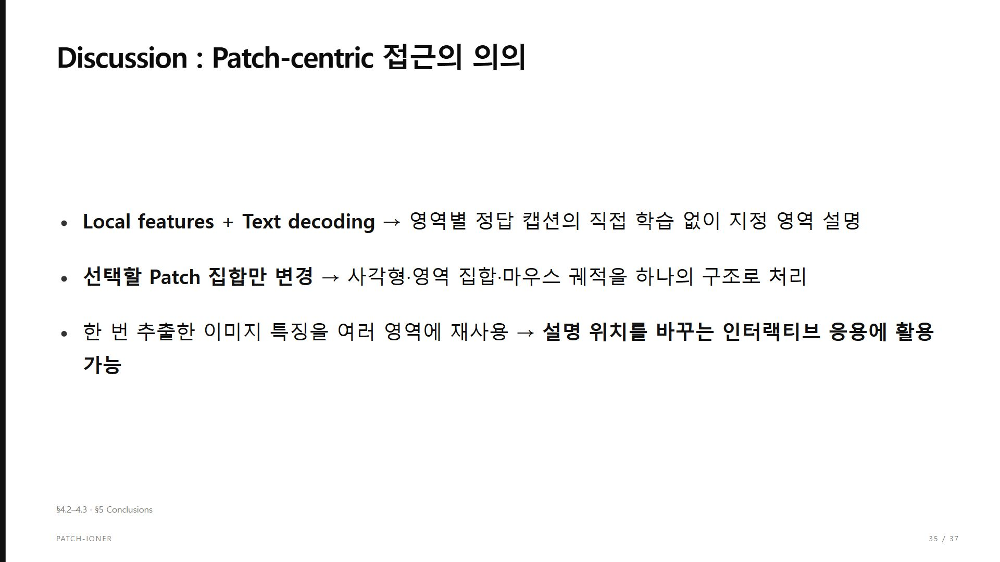 Discussion : Patch-centric 접근의 의의
• Local features + Text decoding → 영역별 정답 캡션의 직접 학습 없이 지정 영역 설명
• 선택할 Patch 집합만 변경 → 사각형·영역 집합·마우스 궤적을 하나의 구조로 처리
• 한 번 추출한 이미지 특징을 여러 영역에 재사용 → 설명 위치를 바꾸는 인터랙티브 응용에 활용
가능
§4.2–4.3 · §5 Conclusions
PATCH-IONER
35 / 37